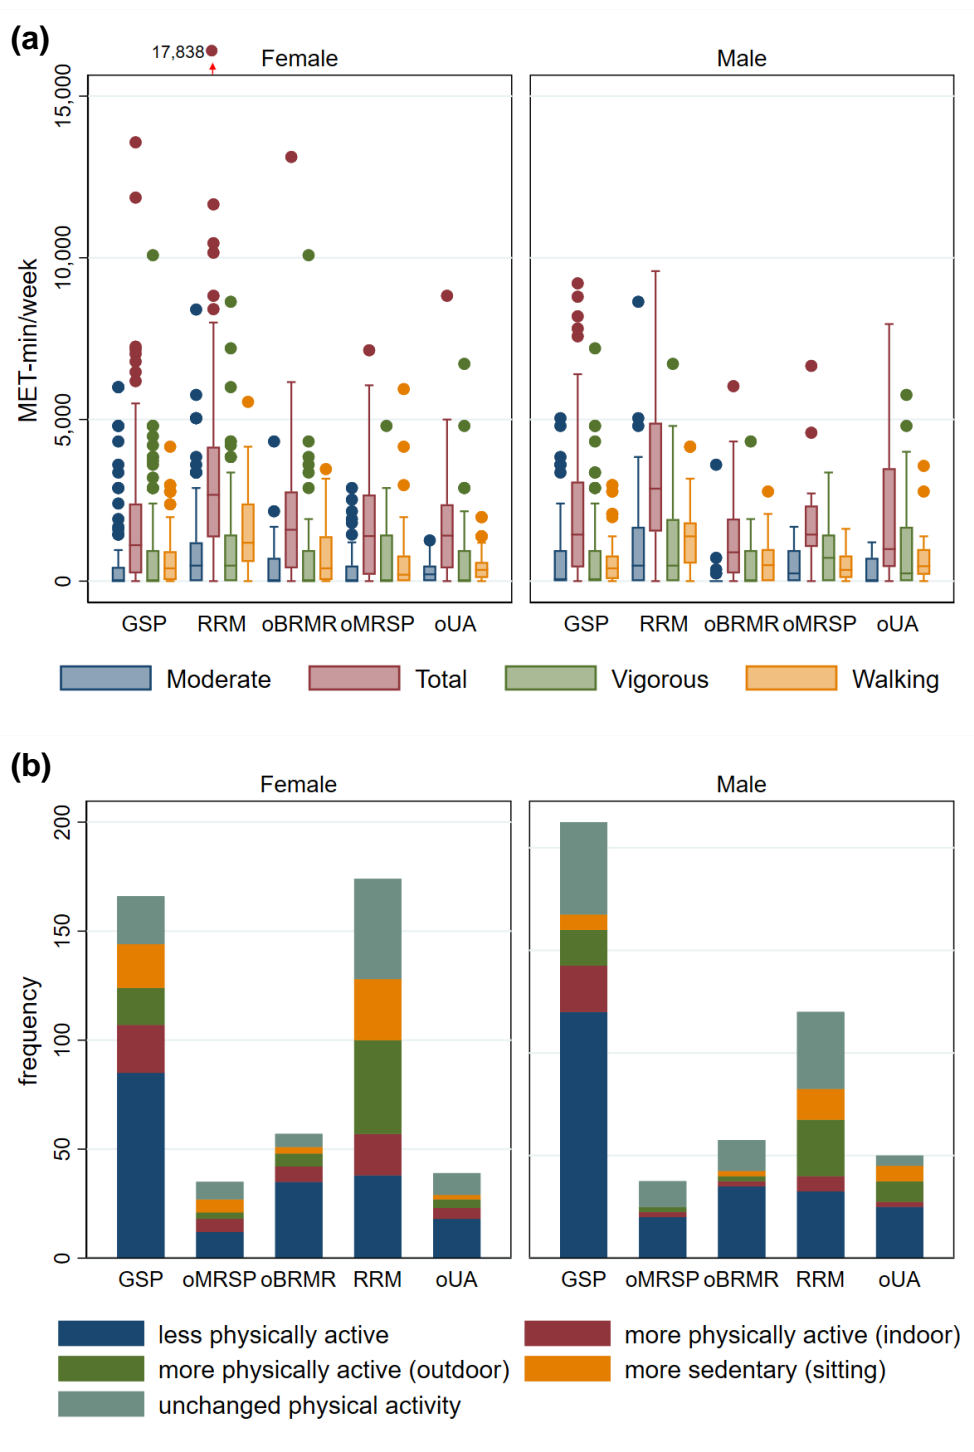 (a)
17,838
Female
Male
MET-min/week
15,000
10,000
5,000
0
GSP RRM oBRMR oMRSP oUA
GSP RRM oBRMR oMRSP oUA
Moderate Total Vigorous Walking
(b)
Female
Male
frequency
200
150
100
50
0
GSP oMRSP oBRMR RRM oUA
GSP oMRSP oBRMR RRM oUA
less physically active
more physically active (indoor)
more physically active (outdoor)
more sedentary (sitting)
unchanged physical activity